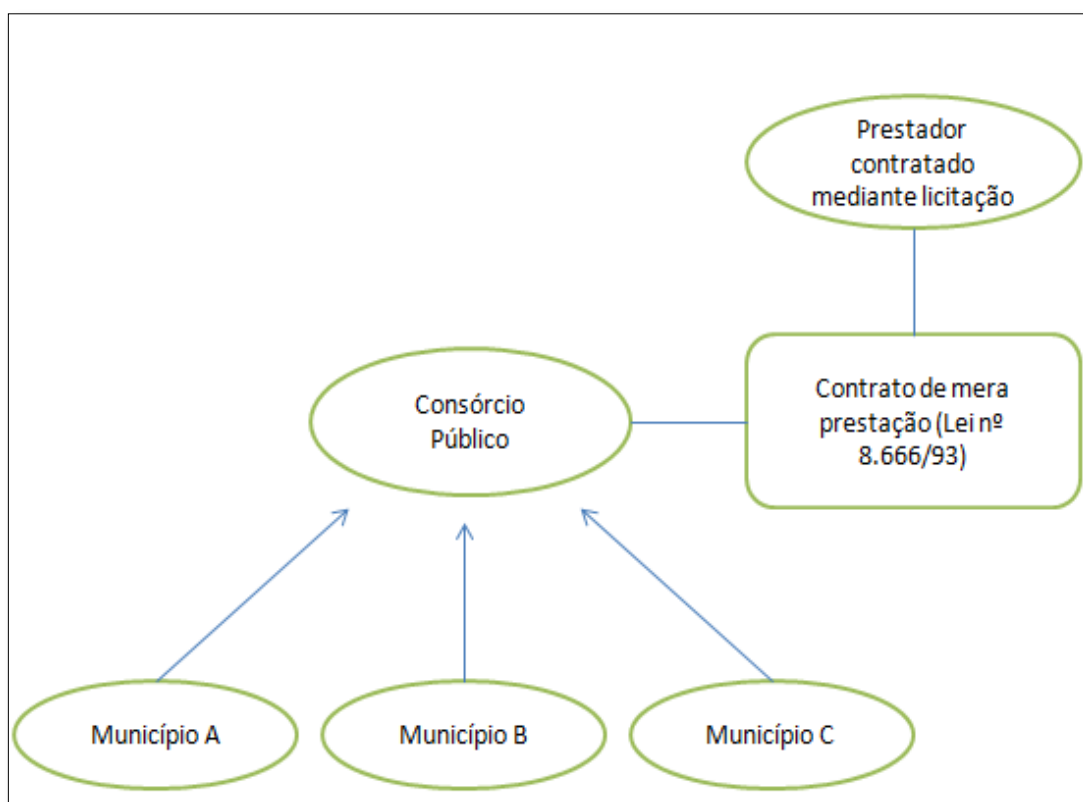 Prestador
contratado
mediante licitação
Contrato de mera
prestação (Lei nº
8.666/93)
Consórcio
Público
Município A
Município B
Município C